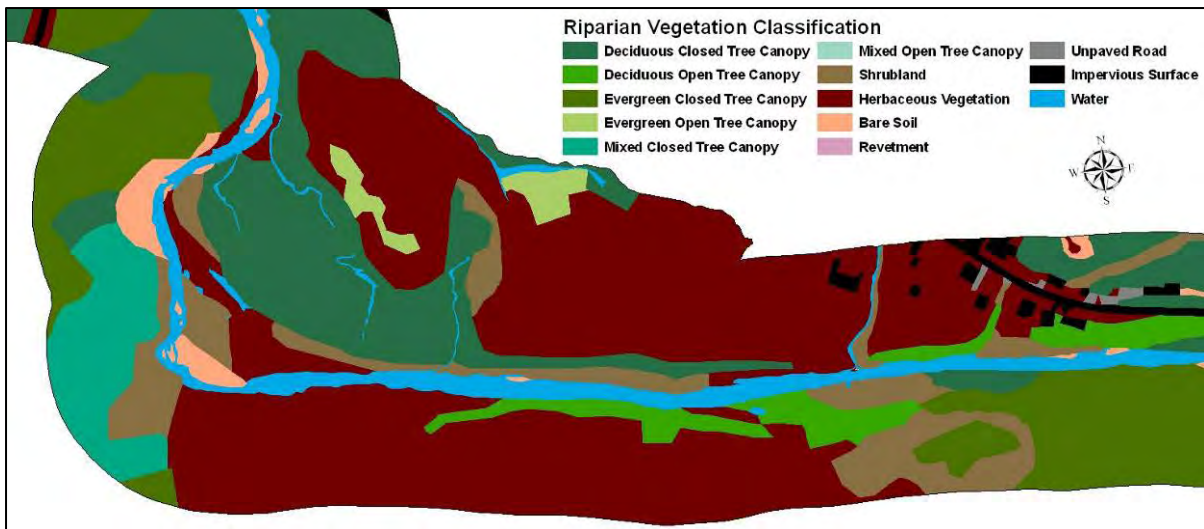 Riparian Vegetation Classification
Deciduous Closed Tree Canopy
Deciduous Open Tree Canopy
Evergreen Closed Tree Canopy
Evergreen Open Tree Canopy
Mixed Closed Tree Canopy
Mixed Open Tree Canopy
Shrubland
Herbaceous Vegetation
Bare Soil
Revetment
Unpaved Road
Impervious Surface
Water
N
W E
S